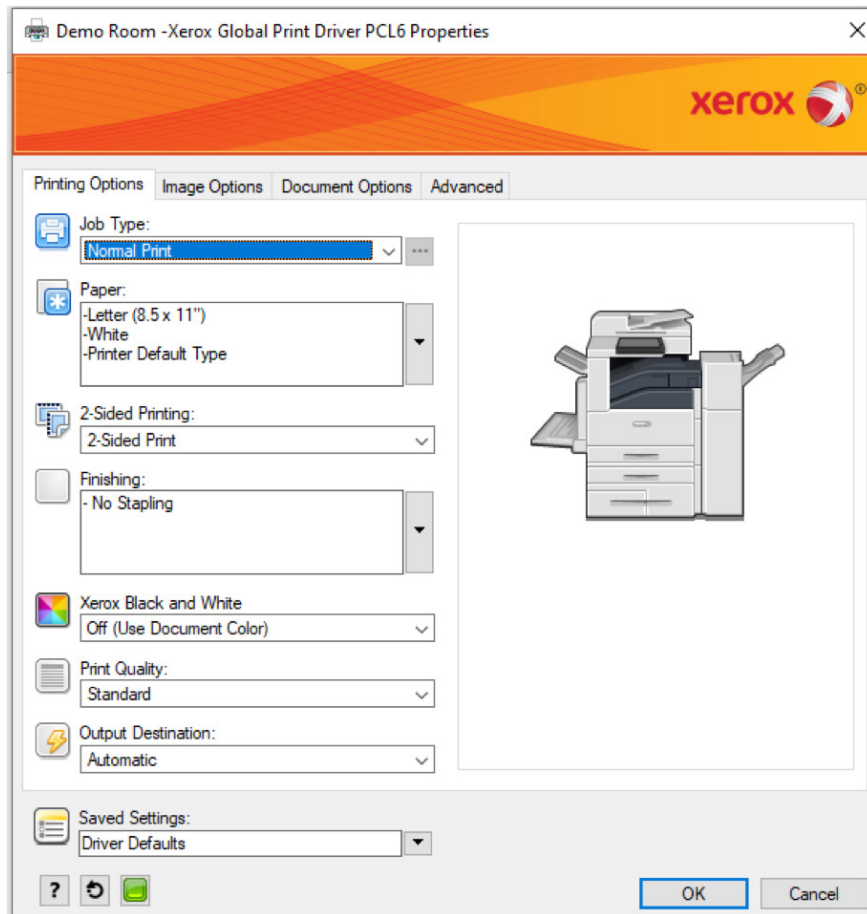 Demo Room -Xerox Global Print Driver PCL6 Properties
xerox ®
Printing Options Image Options Document Options Advanced
Job Type:
Normal Print
Paper:
-Letter (8.5 x 11")
-White
-Printer Default Type
2-Sided Printing:
2-Sided Print
Finishing:
- No Stapling
Xerox Black and White
Off (Use Document Color)
Print Quality:
Standard
Output Destination:
Automatic
Saved Settings:
Driver Defaults
?
OK Cancel